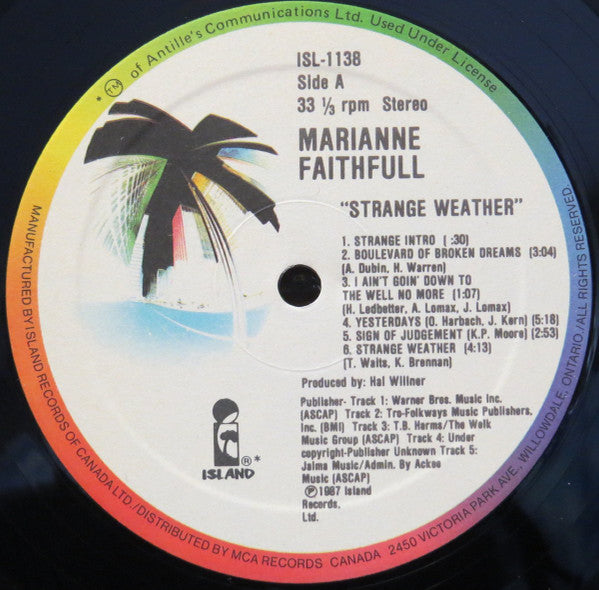 * TM of Antille's Communications Ltd. Used Under License
ISL-1138
Side A
33 ⅓ rpm Stereo
MARIANNE
FAITHFULL
"STRANGE WEATHER"
1. STRANGE INTRO ( :30)
2. BOULEVARD OF BROKEN DREAMS (3:04)
(A. Dubin, H. Warren)
3. I AIN'T GOIN' DOWN TO
THE WELL NO MORE (1:07)
(H. Ledbetter, A. Lomax, J. Lomax)
4. YESTERDAYS (O. Harbach, J. Kern) (5:18)
5. SIGN OF JUDGEMENT (K.P. Moore) (2:53)
6. STRANGE WEATHER (4:13)
(T. Waits, K. Brennan)
Produced by: Hal Willner
Publisher- Track 1: Warner Bros. Music Inc.
(ASCAP) Track 2: Tro-Folkways Music Publishers,
Inc. (BMI) Track 3: T.B. Harms/The Welk
Music Group (ASCAP) Track 4: Under
copyright-Publisher Unknown Track 5:
Jalma Music/Admin. By Ackee
Music (ASCAP)
℗1987 Island
Records,
Ltd.
i
ISLAND ®*
MANUFACTURED BY ISLAND RECORDS OF CANADA LTD./DISTRIBUTED BY MCA RECORDS CANADA 2450 VICTORIA PARK AVE., WILLOWDALE, ONTARIO./ALL RIGHTS RESERVED.